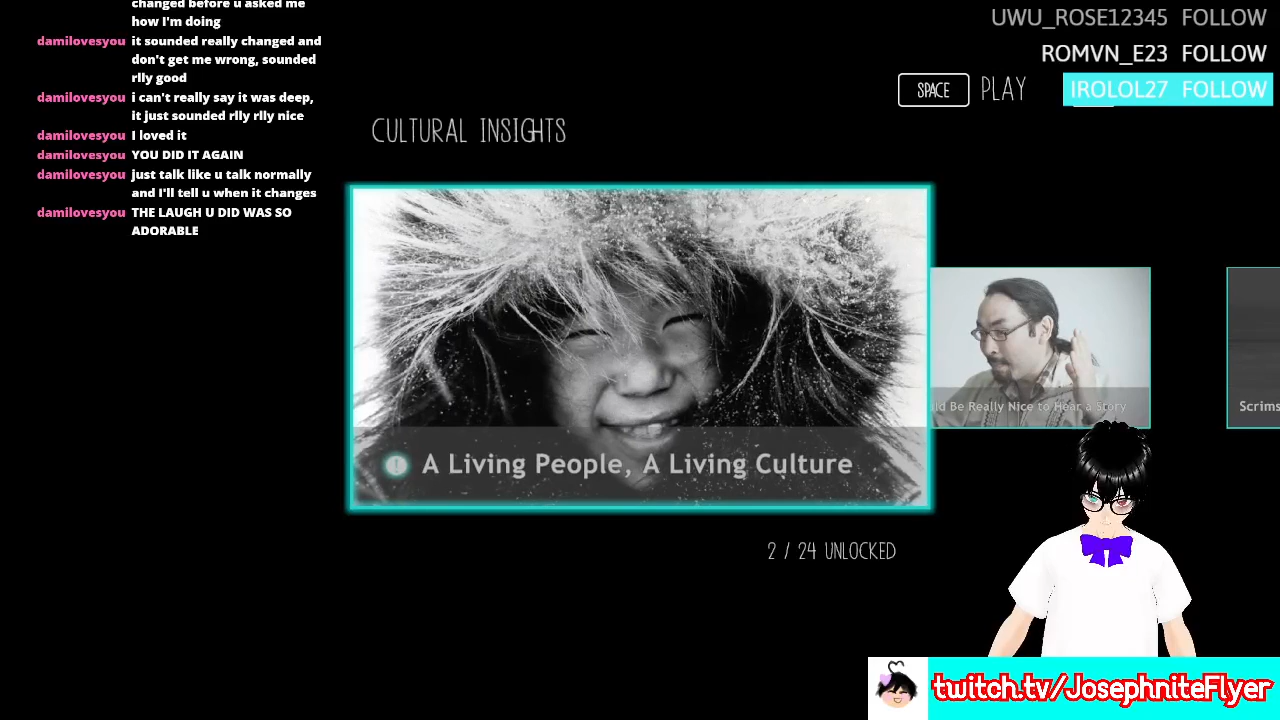 changed before u asked me
how I'm doing
damilovesyou it sounded really changed and
don't get me wrong, sounded
rlly good
damilovesyou i can't really say it was deep,
it just sounded rlly rlly nice
damilovesyou I loved it
damilovesyou YOU DID IT AGAIN
damilovesyou just talk like u talk normally
and I'll tell u when it changes
damilovesyou THE LAUGH U DID WAS SO
ADORABLE
UWU_ROSE12345 FOLLOW
ROMVN_E23 FOLLOW
IROLOL27 FOLLOW
SPACE PLAY
CULTURAL INSIGHTS
A Living People, A Living Culture
Be Really Nice to Hear a Story
2 / 24 UNLOCKED
twitch.tv/JosephniteFlyer